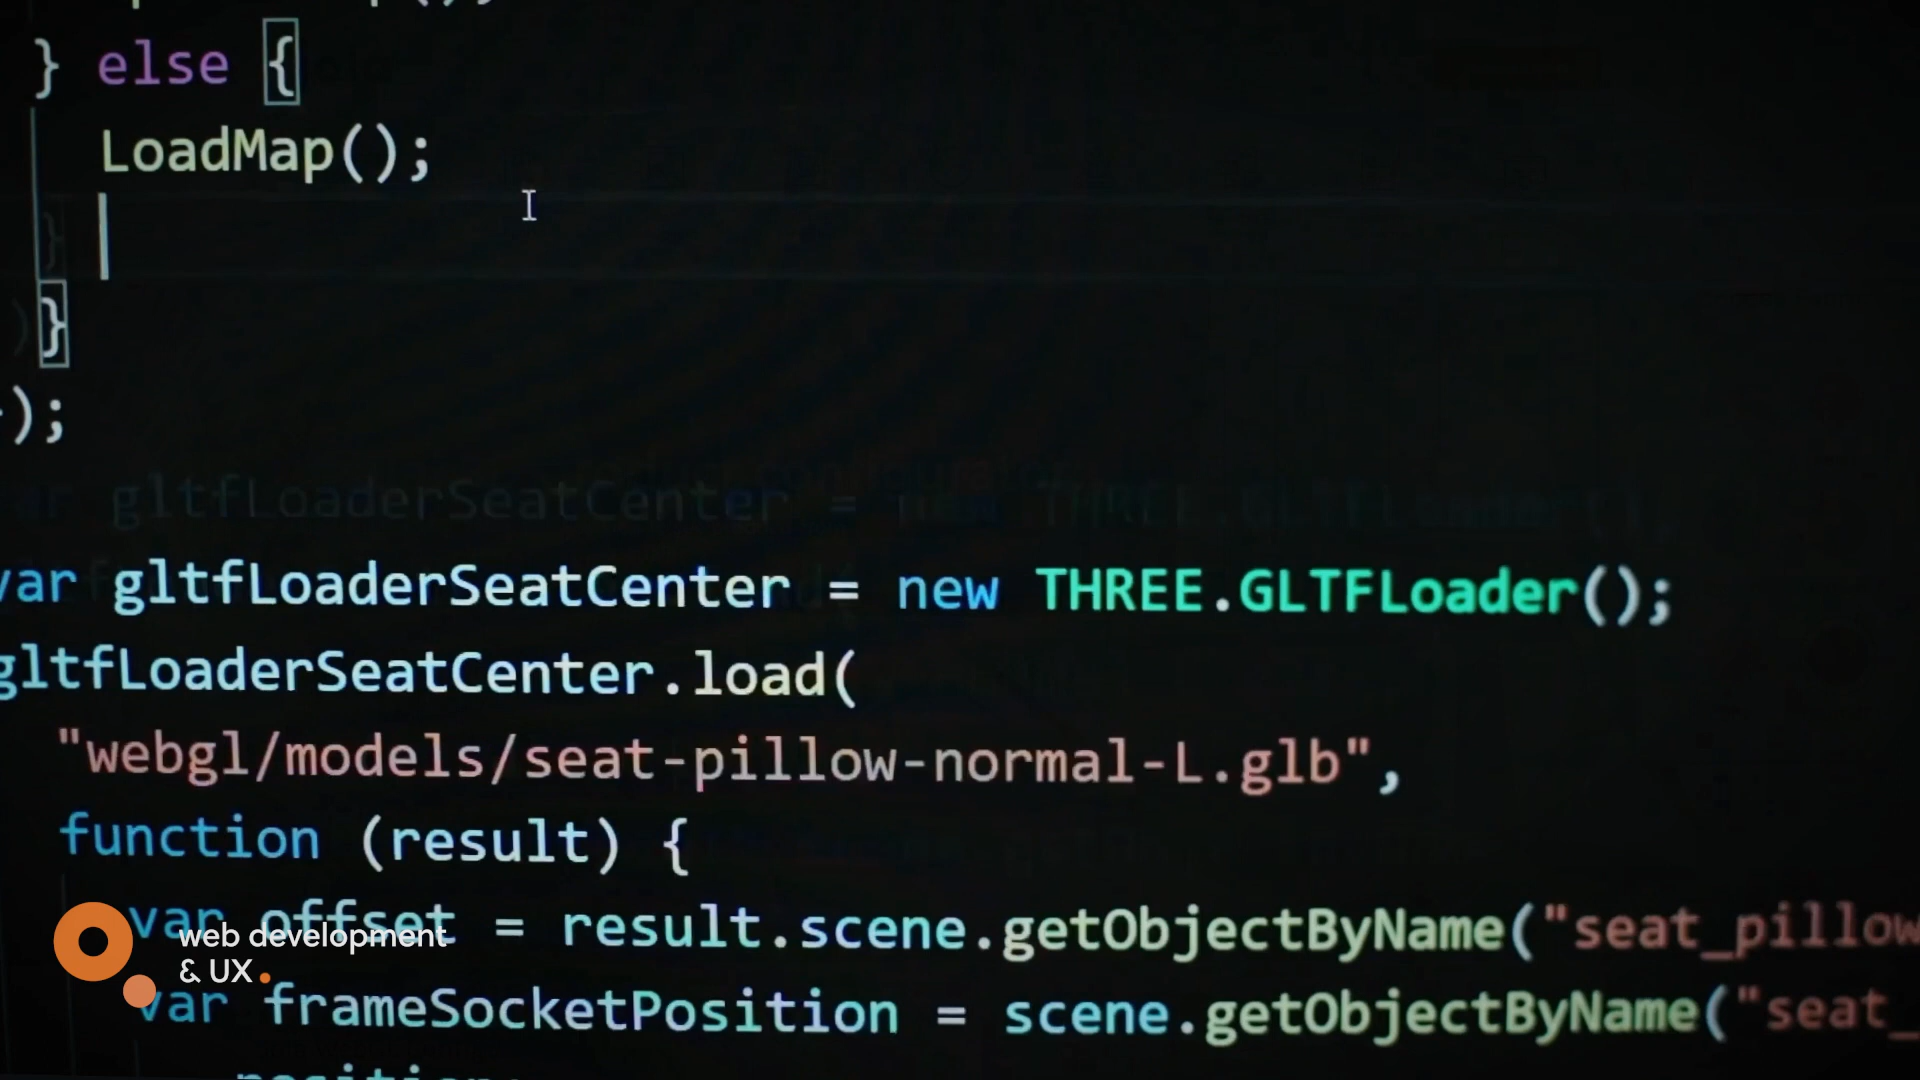 } else {
LoadMap();
}
);
var gltfLoaderSeatCenter = new THREE.GLTFLoader();
gltfLoaderSeatCenter.load(
"webgl/models/seat-pillow-normal-L.glb",
function (result) {
var offset = result.scene.getObjectByName("seat_pillow
var frameSocketPosition = scene.getObjectByName("seat_
web development
& UX.